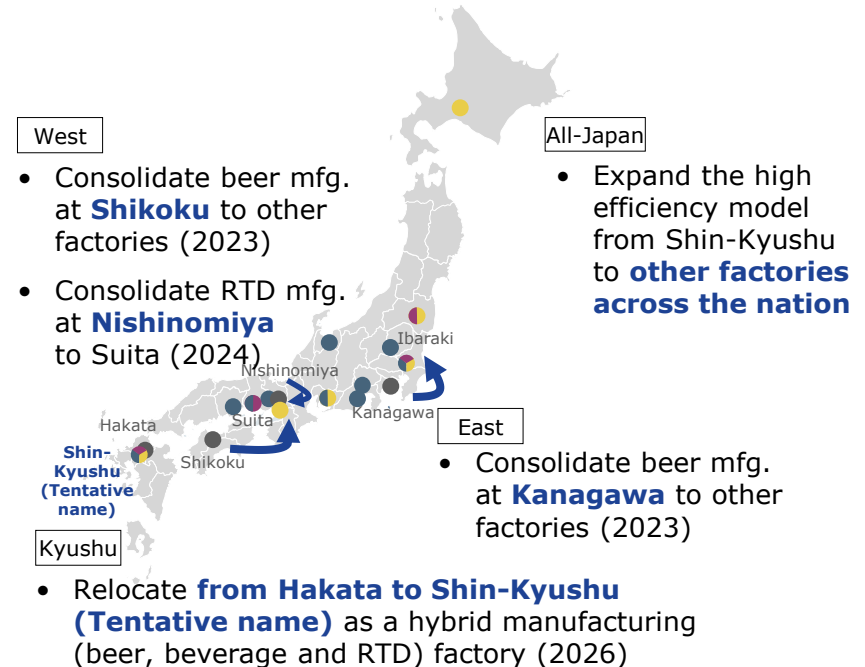 West
• Consolidate beer mfg.
at Shikoku to other
factories (2023)
• Consolidate RTD mfg.
at Nishinomiya
to Suita (2024)
All-Japan
• Expand the high
efficiency model
from Shin-Kyushu
to other factories
across the nation
Ibaraki
Nishinomiya
Kanagawa
Suita
Hakata
Shikoku
Shin-
Kyushu
(Tentative
name)
East
• Consolidate beer mfg.
at Kanagawa to other
factories (2023)
Kyushu
• Relocate from Hakata to Shin-Kyushu
(Tentative name) as a hybrid manufacturing
(beer, beverage and RTD) factory (2026)